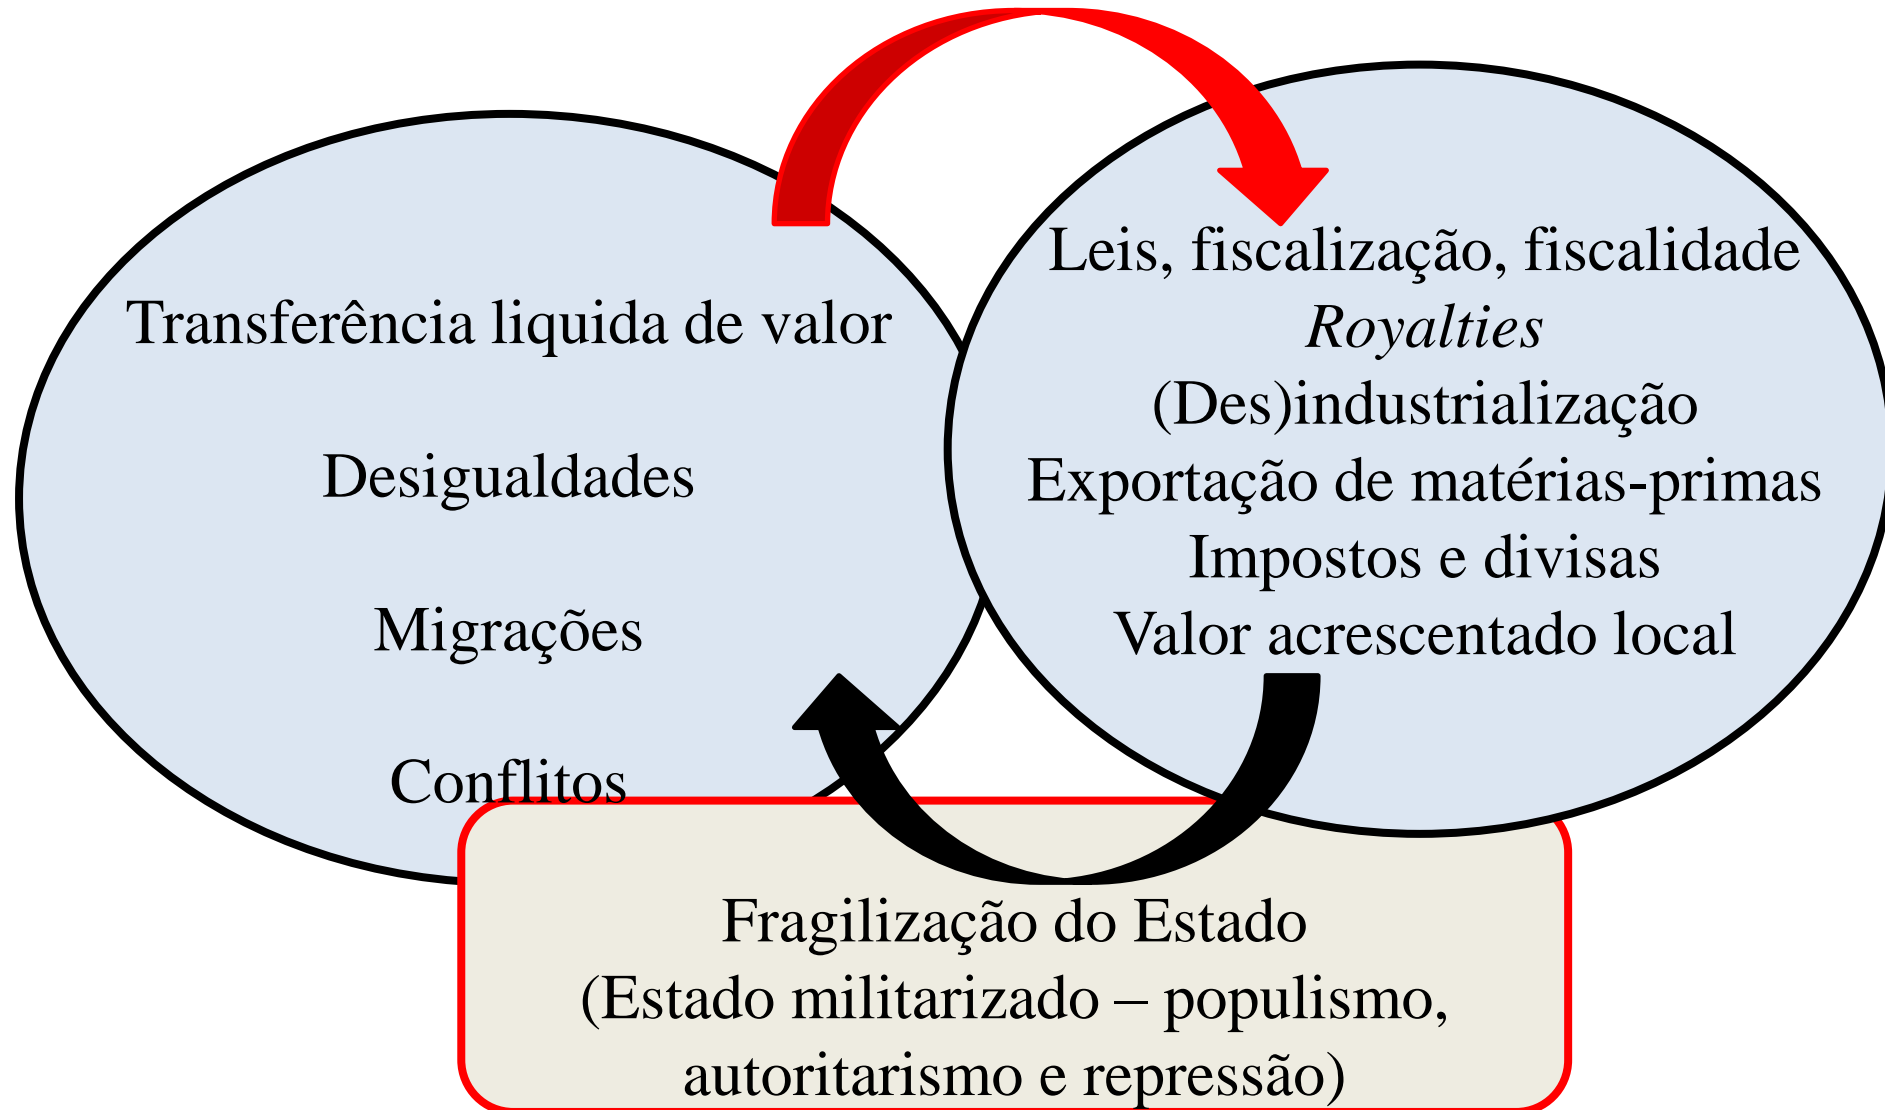 Transferência liquida de valor
Desigualdades
Migrações
Conflitos
Leis, fiscalização, fiscalidade
Royalties
(Des)industrialização
Exportação de matérias-primas
Impostos e divisas
Valor acrescentado local
Fragilização do Estado
(Estado militarizado – populismo,
autoritarismo e repressão)